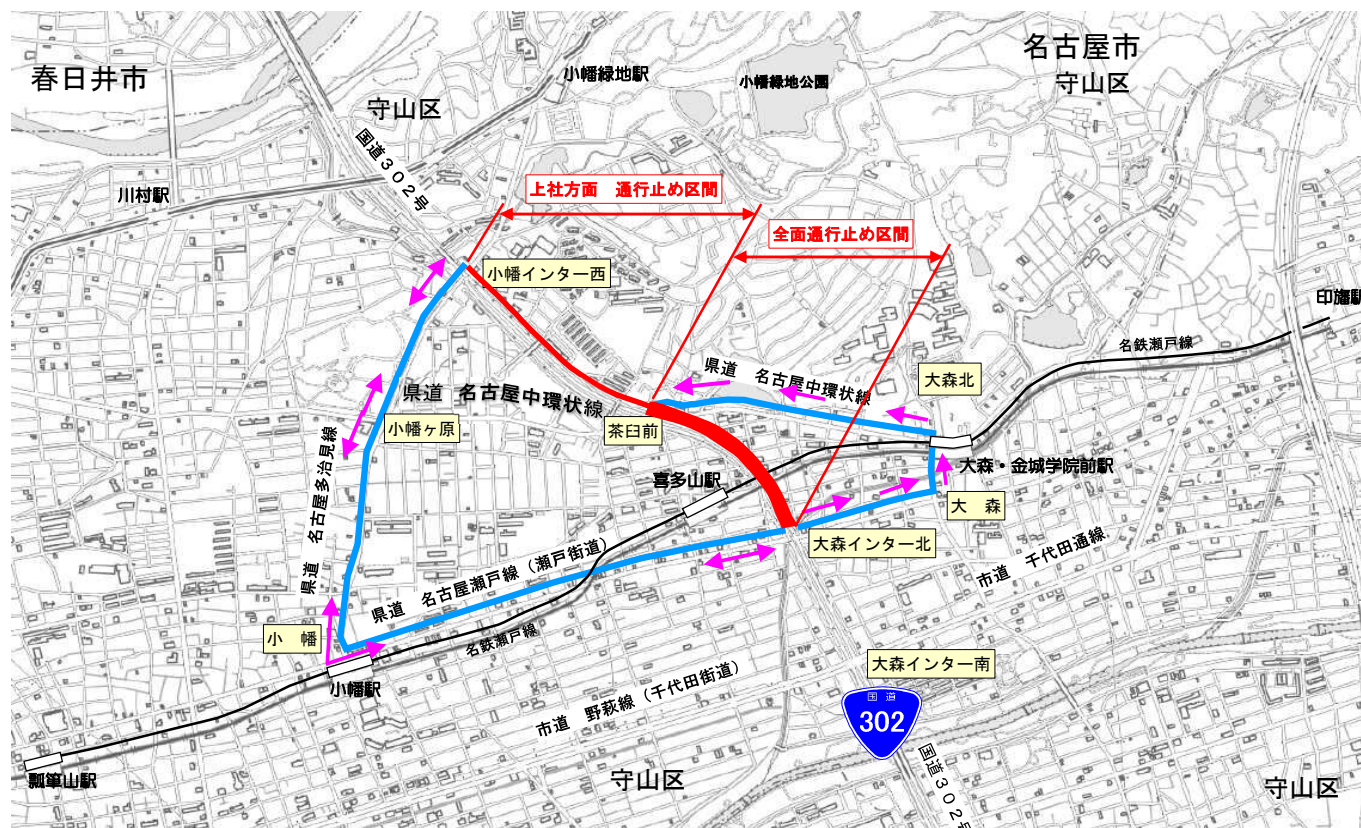 春日井市
守山区
小幡緑地駅
小幡緑地公園
名古屋市
守山区
国道302号
川村駅
上社方面　通行止め区間
全面通行止め区間
小幡インター西
印場駅
名鉄瀬戸線
県道　名古屋中環状線
大森北
県道　名古屋中環状線
小幡ヶ原
茶臼前
大森・金城学院前駅
喜多山駅
県道　名古屋多治見線
大　森
大森インター北
市道　千代田通線
県道　名古屋瀬戸線（瀬戸街道）
小　幡
名鉄瀬戸線
大森インター南
小幡駅
市道　野萩線（千代田街道）
国道
302
国道302号
瓢箪山駅
守山区
守山区